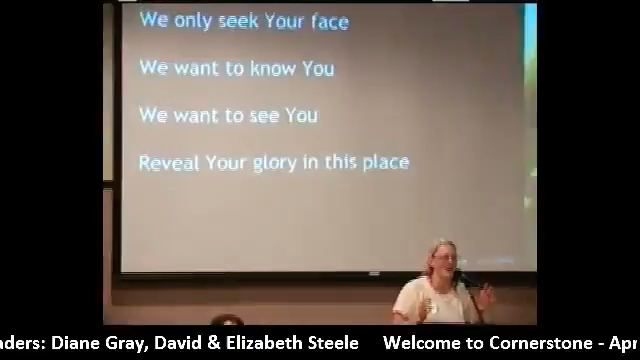 We only seek Your face
We want to know You
We want to see You
Reveal Your glory in this place
aders: Diane Gray, David & Elizabeth Steele Welcome to Cornerstone - Apr